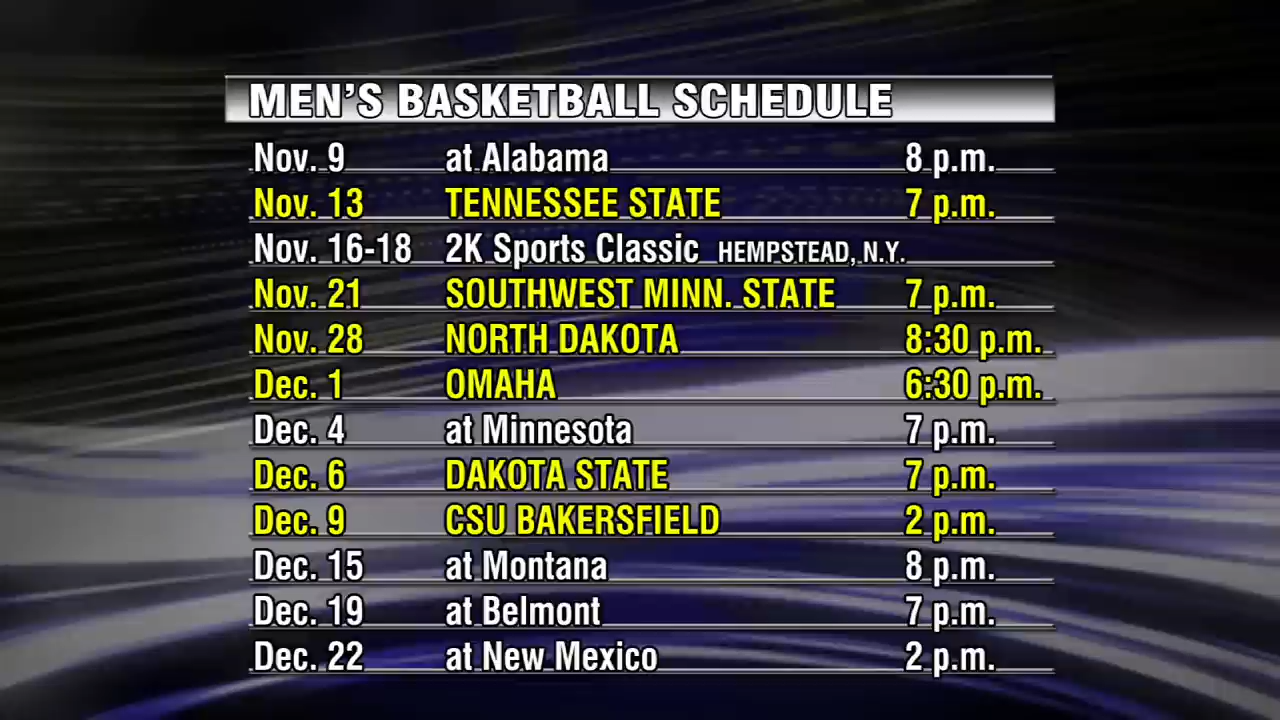 MEN'S BASKETBALL SCHEDULE
Nov. 9 at Alabama 8 p.m.
Nov. 13 TENNESSEE STATE 7 p.m.
Nov. 16-18 2K Sports Classic HEMPSTEAD, N.Y.
Nov. 21 SOUTHWEST MINN. STATE 7 p.m.
Nov. 28 NORTH DAKOTA 8:30 p.m.
Dec. 1 OMAHA 6:30 p.m.
Dec. 4 at Minnesota 7 p.m.
Dec. 6 DAKOTA STATE 7 p.m.
Dec. 9 CSU BAKERSFIELD 2 p.m.
Dec. 15 at Montana 8 p.m.
Dec. 19 at Belmont 7 p.m.
Dec. 22 at New Mexico 2 p.m.